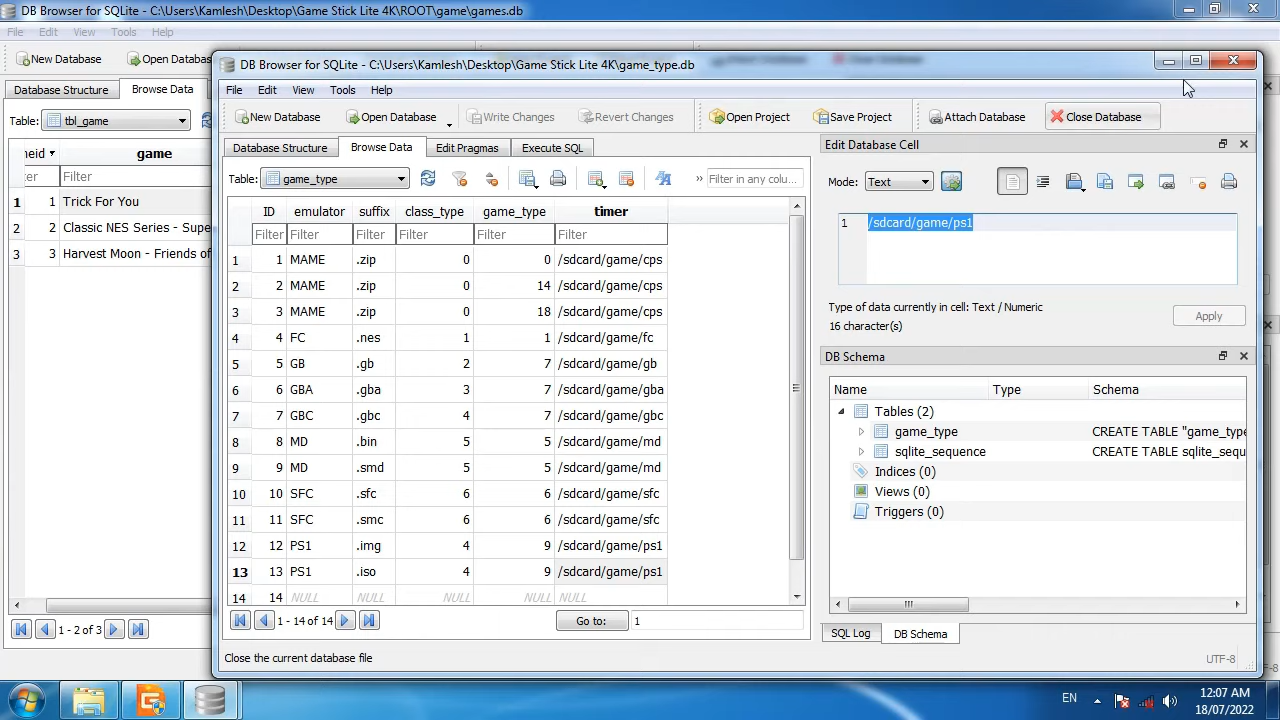 DB Browser for SQLite - C:\Users\Kamlesh\Desktop\Game Stick Lite 4K\ROOT\game\games.db
File Edit View Tools Help
New Database Open Datab
Database Structure Browse Data
Table: tbl_game
neid game
ter Filter
1 1 Trick For You
2 2 Classic NES Series - Supe
3 3 Harvest Moon - Friends of
1 - 2 of 3
DB Browser for SQLite - C:\Users\Kamlesh\Desktop\Game Stick Lite 4K\game_type.db
File Edit View Tools Help
New Database Open Database Write Changes Revert Changes Open Project Save Project Attach Database Close Database
Database Structure Browse Data Edit Pragmas Execute SQL
Table: game_type » Filter in any colu...
ID emulator suffix class_type game_type timer
Filter Filter Filter Filter Filter Filter
1 1 MAME .zip 0 0 /sdcard/game/cps
2 2 MAME .zip 0 14 /sdcard/game/cps
3 3 MAME .zip 0 18 /sdcard/game/cps
4 4 FC .nes 1 1 /sdcard/game/fc
5 5 GB .gb 2 7 /sdcard/game/gb
6 6 GBA .gba 3 7 /sdcard/game/gba
7 7 GBC .gbc 4 7 /sdcard/game/gbc
8 8 MD .bin 5 5 /sdcard/game/md
9 9 MD .smd 5 5 /sdcard/game/md
10 10 SFC .sfc 6 6 /sdcard/game/sfc
11 11 SFC .smc 6 6 /sdcard/game/sfc
12 12 PS1 .img 4 9 /sdcard/game/ps1
13 13 PS1 .iso 4 9 /sdcard/game/ps1
14 14 NULL NULL NULL NULL NULL
1 - 14 of 14 Go to: 1
Edit Database Cell
Mode: Text
1 /sdcard/game/ps1
Type of data currently in cell: Text / Numeric
16 character(s) Apply
DB Schema
Name Type Schema
Tables (2)
game_type CREATE TABLE "game_type
sqlite_sequence CREATE TABLE sqlite_sequ
Indices (0)
Views (0)
Triggers (0)
SQL Log DB Schema
Close the current database file UTF-8
EN 12:07 AM
18/07/2022